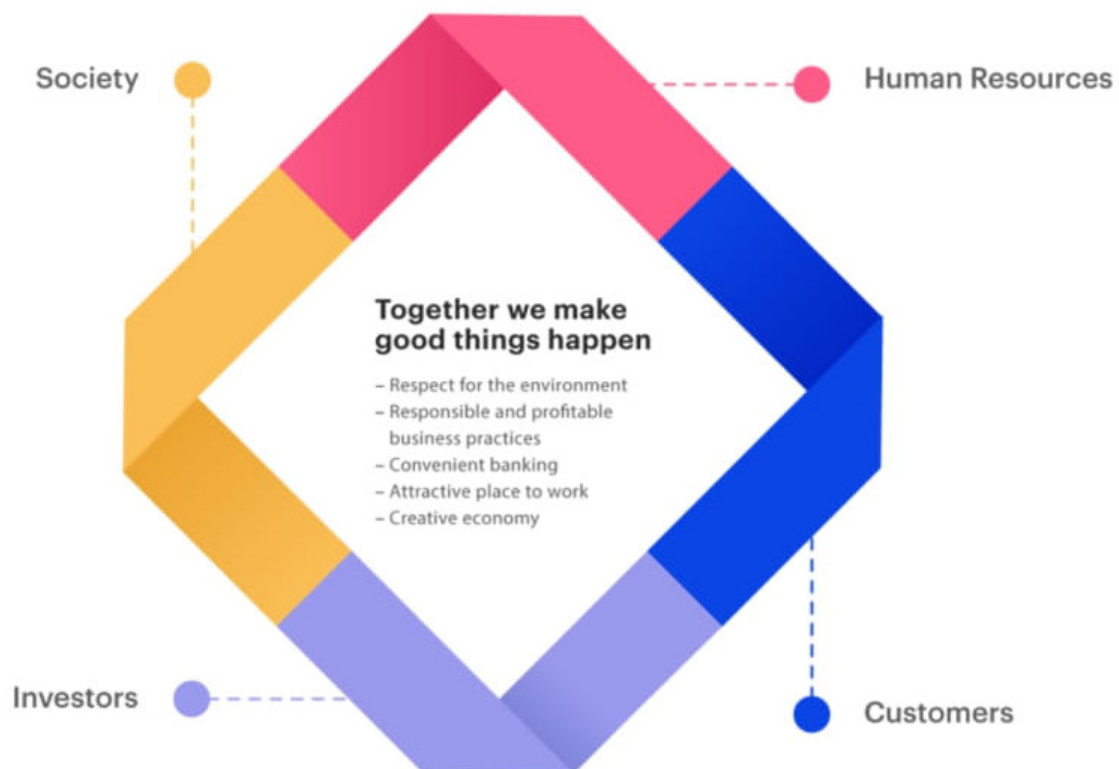 Society
Human Resources
Together we make
good things happen
– Respect for the environment
– Responsible and profitable
business practices
– Convenient banking
– Attractive place to work
– Creative economy
Investors
Customers